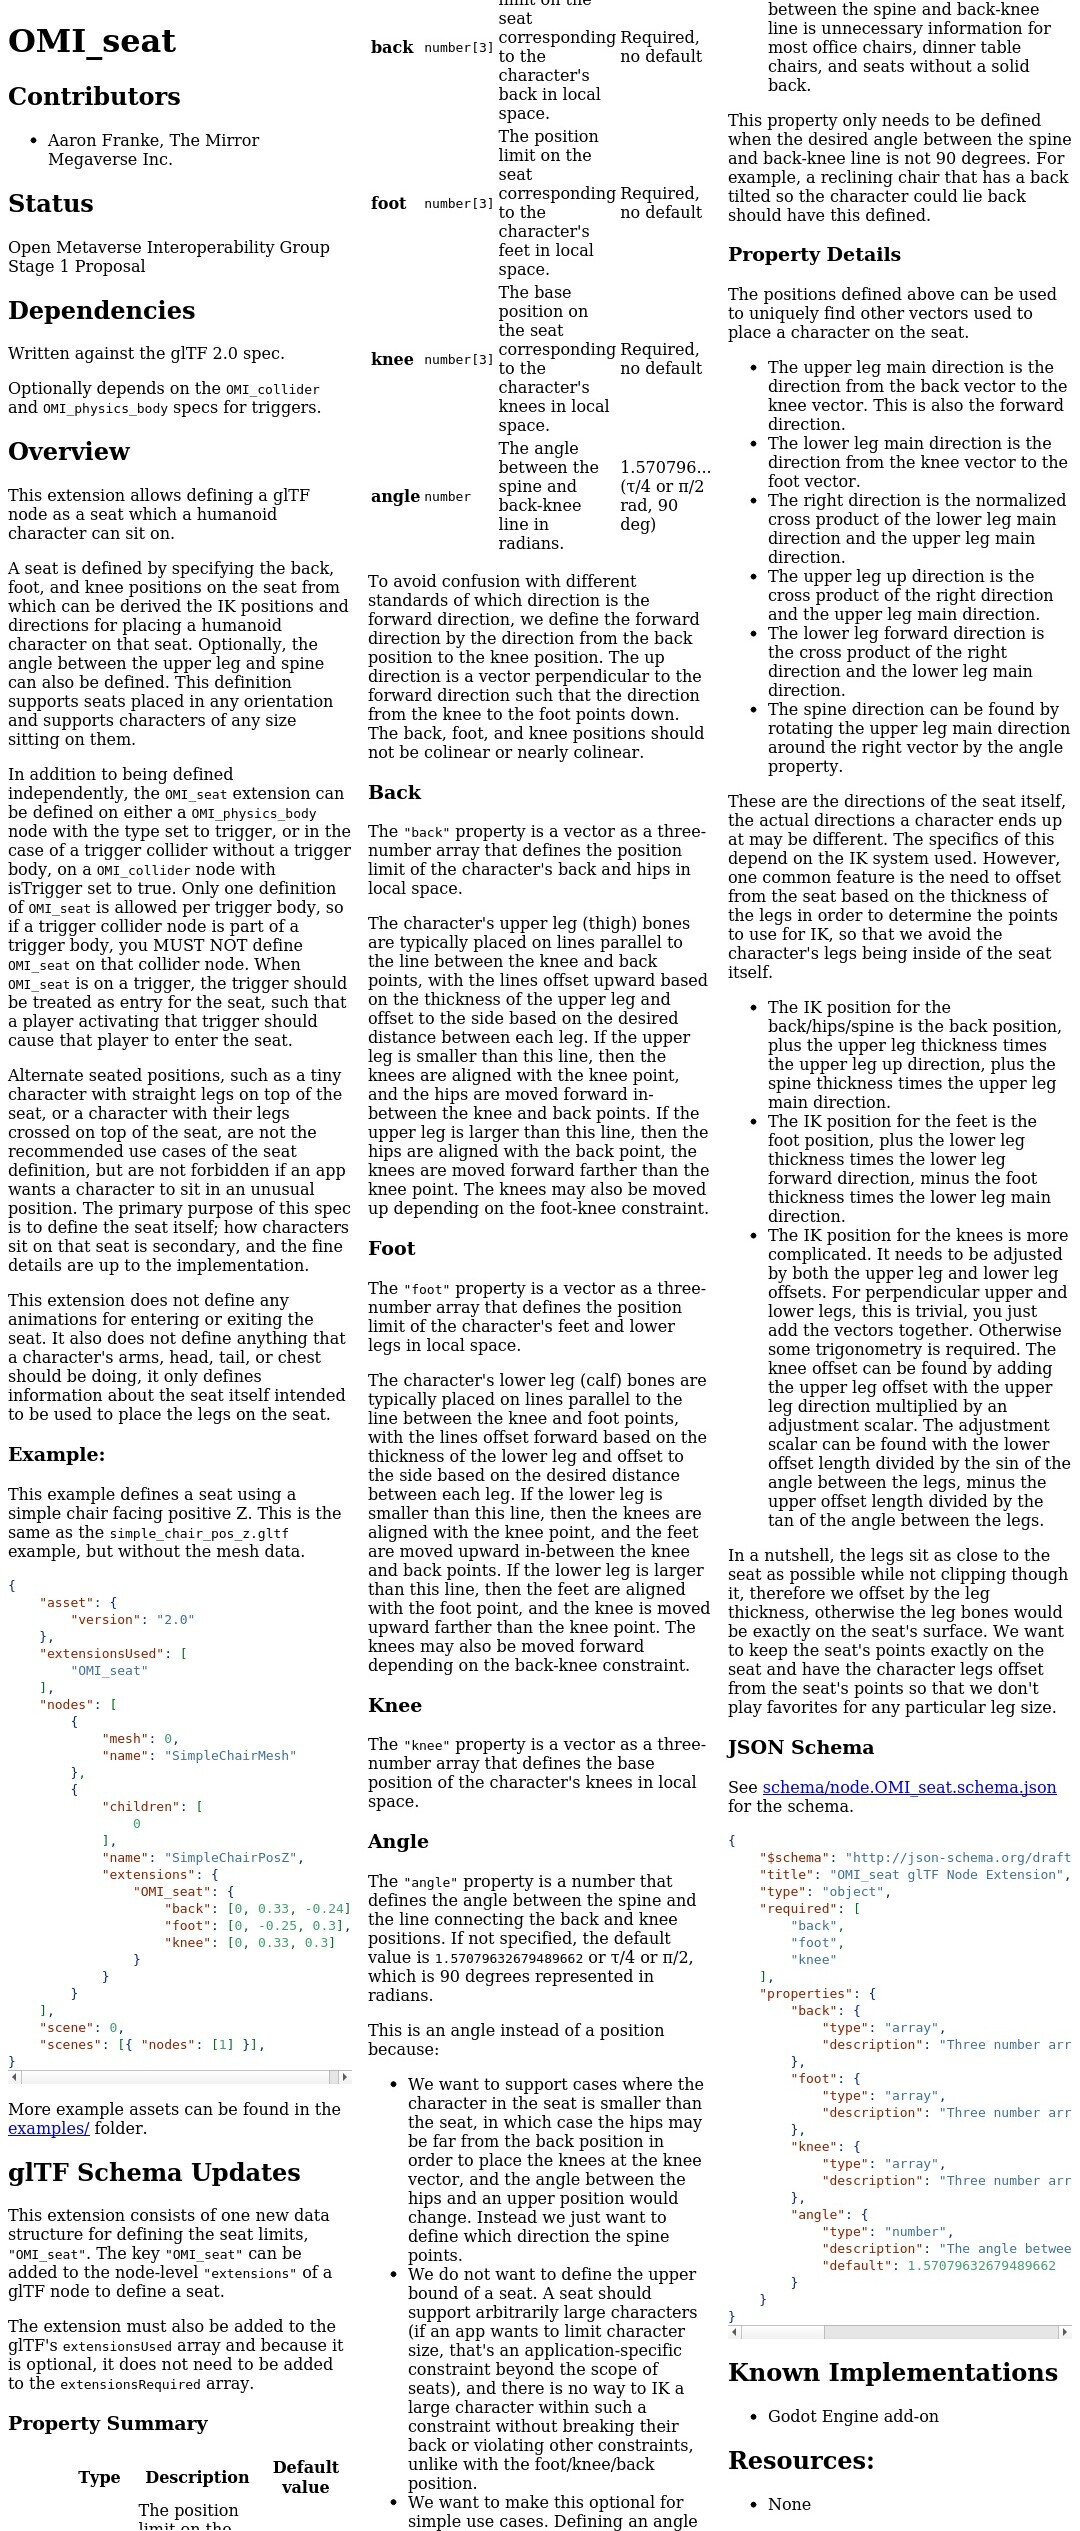 OMI_seat
Contributors
• Aaron Franke, The Mirror
Megaverse Inc.
Status
Open Metaverse Interoperability Group
Stage 1 Proposal
Dependencies
Written against the glTF 2.0 spec.
Optionally depends on the OMI_collider
and OMI_physics_body specs for triggers.
Overview
This extension allows defining a glTF
node as a seat which a humanoid
character can sit on.
A seat is defined by specifying the back,
foot, and knee positions on the seat from
which can be derived the IK positions and
directions for placing a humanoid
character on that seat. Optionally, the
angle between the upper leg and spine
can also be defined. This definition
supports seats placed in any orientation
and supports characters of any size
sitting on them.
In addition to being defined
independently, the OMI_seat extension can
be defined on either a OMI_physics_body
node with the type set to trigger, or in the
case of a trigger collider without a trigger
body, on a OMI_collider node with
isTrigger set to true. Only one definition
of OMI_seat is allowed per trigger body, so
if a trigger collider node is part of a
trigger body, you MUST NOT define
OMI_seat on that collider node. When
OMI_seat is on a trigger, the trigger should
be treated as entry for the seat, such that
a player activating that trigger should
cause that player to enter the seat.
Alternate seated positions, such as a tiny
character with straight legs on top of the
seat, or a character with their legs
crossed on top of the seat, are not the
recommended use cases of the seat
definition, but are not forbidden if an app
wants a character to sit in an unusual
position. The primary purpose of this spec
is to define the seat itself; how characters
sit on that seat is secondary, and the fine
details are up to the implementation.
This extension does not define any
animations for entering or exiting the
seat. It also does not define anything that
a character's arms, head, tail, or chest
should be doing, it only defines
information about the seat itself intended
to be used to place the legs on the seat.
Example:
This example defines a seat using a
simple chair facing positive Z. This is the
same as the simple_chair_pos_z.gltf
example, but without the mesh data.
{
"asset": {
"version": "2.0"
},
"extensionsUsed": [
"OMI_seat"
],
"nodes": [
{
"mesh": 0,
"name": "SimpleChairMesh"
},
{
"children": [
0
],
"name": "SimpleChairPosZ",
"extensions": {
"OMI_seat": {
"back": [0, 0.33, -0.24]
"foot": [0, -0.25, 0.3],
"knee": [0, 0.33, 0.3]
}
}
}
],
"scene": 0,
"scenes": [{ "nodes": [1] }],
}
More example assets can be found in the
examples/ folder.
glTF Schema Updates
This extension consists of one new data
structure for defining the seat limits,
"OMI_seat". The key "OMI_seat" can be
added to the node-level "extensions" of a
glTF node to define a seat.
The extension must also be added to the
glTF's extensionsUsed array and because it
is optional, it does not need to be added
to the extensionsRequired array.
Property Summary
Type Description Default
value
The position
limit on the
seat
back number[3] corresponding Required,
to the no default
character's
back in local
space.
The position
limit on the
seat
foot number[3] corresponding Required,
to the no default
character's
feet in local
space.
The base
position on
the seat
knee number[3] corresponding Required,
to the no default
character's
knees in local
space.
The angle
between the 1.570796...
spine and (τ/4 or π/2
angle number back-knee rad, 90
line in deg)
radians.
To avoid confusion with different
standards of which direction is the
forward direction, we define the forward
direction by the direction from the back
position to the knee position. The up
direction is a vector perpendicular to the
forward direction such that the direction
from the knee to the foot points down.
The back, foot, and knee positions should
not be colinear or nearly colinear.
Back
The "back" property is a vector as a three-
number array that defines the position
limit of the character's back and hips in
local space.
The character's upper leg (thigh) bones
are typically placed on lines parallel to
the line between the knee and back
points, with the lines offset upward based
on the thickness of the upper leg and
offset to the side based on the desired
distance between each leg. If the upper
leg is smaller than this line, then the
knees are aligned with the knee point,
and the hips are moved forward in-
between the knee and back points. If the
upper leg is larger than this line, then the
hips are aligned with the back point, the
knees are moved forward farther than the
knee point. The knees may also be moved
up depending on the foot-knee constraint.
Foot
The "foot" property is a vector as a three-
number array that defines the position
limit of the character's feet and lower
legs in local space.
The character's lower leg (calf) bones are
typically placed on lines parallel to the
line between the knee and foot points,
with the lines offset forward based on the
thickness of the lower leg and offset to
the side based on the desired distance
between each leg. If the lower leg is
smaller than this line, then the knees are
aligned with the knee point, and the feet
are moved upward in-between the knee
and back points. If the lower leg is larger
than this line, then the feet are aligned
with the foot point, and the knee is moved
upward farther than the knee point. The
knees may also be moved forward
depending on the back-knee constraint.
Knee
The "knee" property is a vector as a three-
number array that defines the base
position of the character's knees in local
space.
Angle
The "angle" property is a number that
defines the angle between the spine and
the line connecting the back and knee
positions. If not specified, the default
value is 1.57079632679489662 or τ/4 or π/2,
which is 90 degrees represented in
radians.
This is an angle instead of a position
because:
• We want to support cases where the
character in the seat is smaller than
the seat, in which case the hips may
be far from the back position in
order to place the knees at the knee
vector, and the angle between the
hips and an upper position would
change. Instead we just want to
define which direction the spine
points.
• We do not want to define the upper
bound of a seat. A seat should
support arbitrarily large characters
(if an app wants to limit character
size, that's an application-specific
constraint beyond the scope of
seats), and there is no way to IK a
large character within such a
constraint without breaking their
back or violating other constraints,
unlike with the foot/knee/back
position.
• We want to make this optional for
simple use cases. Defining an angle
between the spine and back-knee
line is unnecessary information for
most office chairs, dinner table
chairs, and seats without a solid
back.
This property only needs to be defined
when the desired angle between the spine
and back-knee line is not 90 degrees. For
example, a reclining chair that has a back
tilted so the character could lie back
should have this defined.
Property Details
The positions defined above can be used
to uniquely find other vectors used to
place a character on the seat.
• The upper leg main direction is the
direction from the back vector to the
knee vector. This is also the forward
direction.
• The lower leg main direction is the
direction from the knee vector to the
foot vector.
• The right direction is the normalized
cross product of the lower leg main
direction and the upper leg main
direction.
• The upper leg up direction is the
cross product of the right direction
and the upper leg main direction.
• The lower leg forward direction is
the cross product of the right
direction and the lower leg main
direction.
• The spine direction can be found by
rotating the upper leg main direction
around the right vector by the angle
property.
These are the directions of the seat itself,
the actual directions a character ends up
at may be different. The specifics of this
depend on the IK system used. However,
one common feature is the need to offset
from the seat based on the thickness of
the legs in order to determine the points
to use for IK, so that we avoid the
character's legs being inside of the seat
itself.
• The IK position for the
back/hips/spine is the back position,
plus the upper leg thickness times
the upper leg up direction, plus the
spine thickness times the upper leg
main direction.
• The IK position for the feet is the
foot position, plus the lower leg
thickness times the lower leg
forward direction, minus the foot
thickness times the lower leg main
direction.
• The IK position for the knees is more
complicated. It needs to be adjusted
by both the upper leg and lower leg
offsets. For perpendicular upper and
lower legs, this is trivial, you just
add the vectors together. Otherwise
some trigonometry is required. The
knee offset can be found by adding
the upper leg offset with the upper
leg direction multiplied by an
adjustment scalar. The adjustment
scalar can be found with the lower
offset length divided by the sin of the
angle between the legs, minus the
upper offset length divided by the
tan of the angle between the legs.
In a nutshell, the legs sit as close to the
seat as possible while not clipping though
it, therefore we offset by the leg
thickness, otherwise the leg bones would
be exactly on the seat's surface. We want
to keep the seat's points exactly on the
seat and have the character legs offset
from the seat's points so that we don't
play favorites for any particular leg size.
JSON Schema
See schema/node.OMI_seat.schema.json
for the schema.
{
"$schema": "http://json-schema.org/draft
"title": "OMI_seat glTF Node Extension",
"type": "object",
"required": [
"back",
"foot",
"knee"
],
"properties": {
"back": {
"type": "array",
"description": "Three number arr
},
"foot": {
"type": "array",
"description": "Three number arr
},
"knee": {
"type": "array",
"description": "Three number arr
},
"angle": {
"type": "number",
"description": "The angle betwee
"default": 1.57079632679489662
}
}
}
Known Implementations
• Godot Engine add-on
Resources:
• None